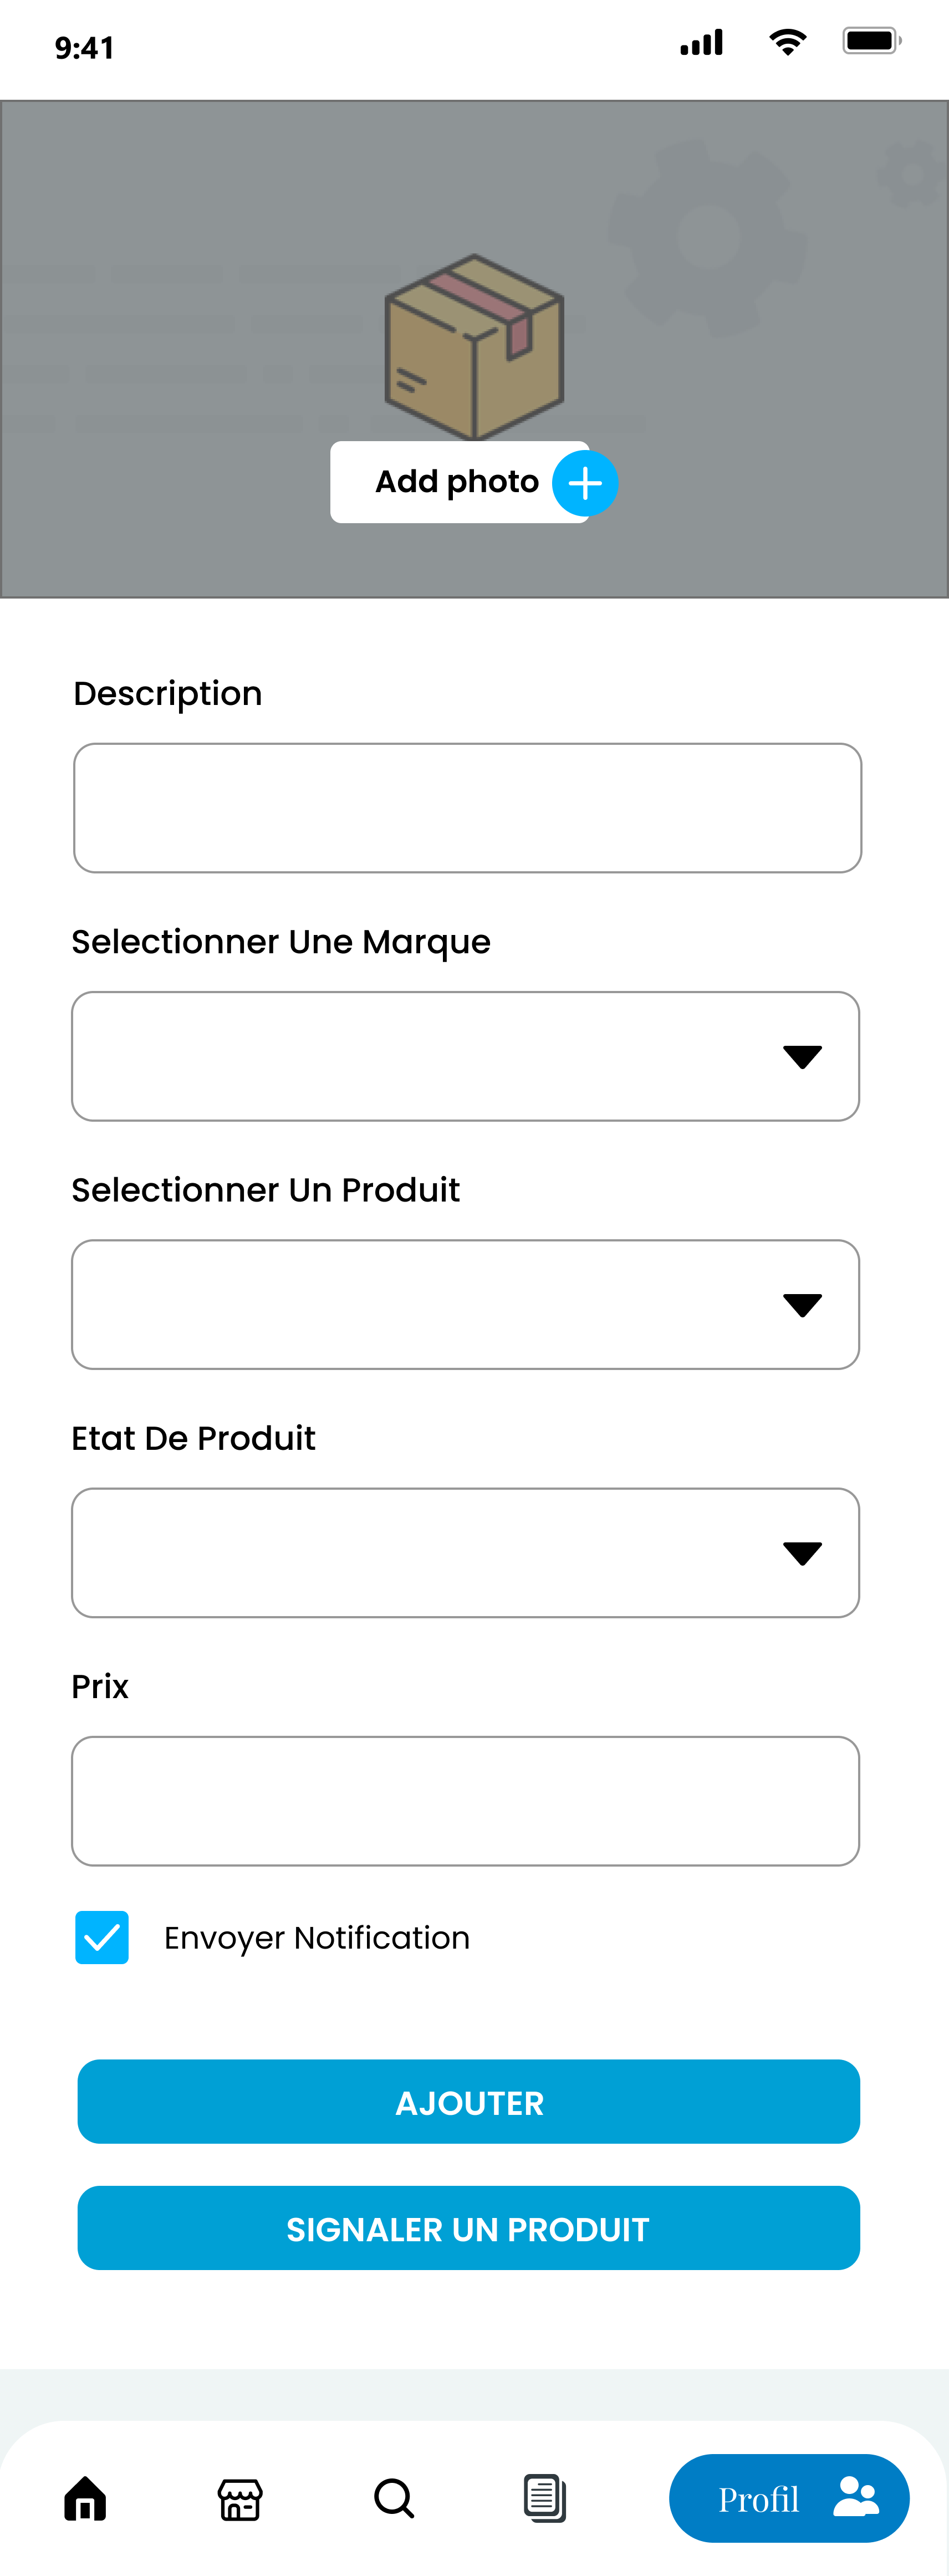 9:41
Add photo
Description
Selectionner Une Marque
Selectionner Un Produit
Etat De Produit
Prix
Envoyer Notification
AJOUTER
SIGNALER UN PRODUIT
Profil